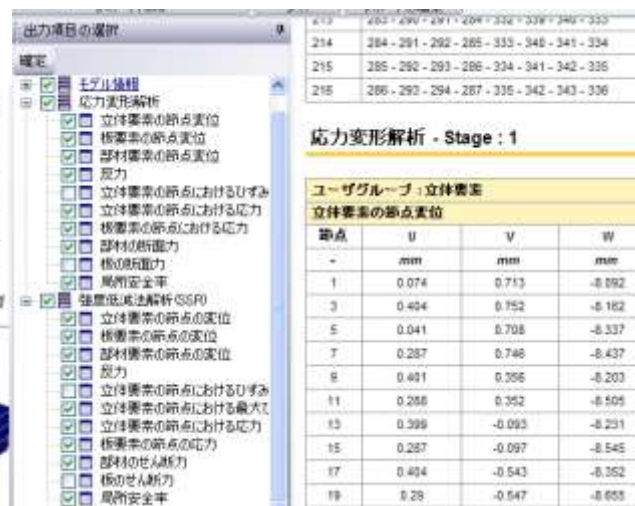 出力項目の選択
確定
モデル情報
応力変形解析
立体要素の節点変位
板要素の節点変位
部材要素の節点変位
反力
立体要素の節点におけるひずみ
立体要素の節点における応力
板要素の節点における応力
部材の断面力
板の断面力
局所安全率
強度低減法解析(SSR)
立体要素の節点の変位
板要素の節点の変位
部材要素の節点の変位
反力
立体要素の節点におけるひずみ
立体要素の節点における最大せ
立体要素の節点における応力
板要素の節点の応力
部材のせん断力
板のせん断力
局所安全率
213 283 - 290 - 291 - 284 - 332 - 339 - 340 - 333
214 284 - 291 - 292 - 285 - 333 - 340 - 341 - 334
215 285 - 292 - 293 - 286 - 334 - 341 - 342 - 335
216 286 - 293 - 294 - 287 - 335 - 342 - 343 - 336
応力変形解析 - Stage : 1
ユーザグループ : 立体要素
立体要素の節点変位
節点 U V W
- mm mm mm
1 0.074 0.713 -8.092
3 0.404 0.752 -8.162
5 0.041 0.708 -8.337
7 0.287 0.746 -8.437
9 0.401 0.356 -8.203
11 0.288 0.352 -8.505
13 0.399 -0.093 -8.231
15 0.287 -0.097 -8.545
17 0.404 -0.543 -8.352
19 0.29 -0.547 -8.655